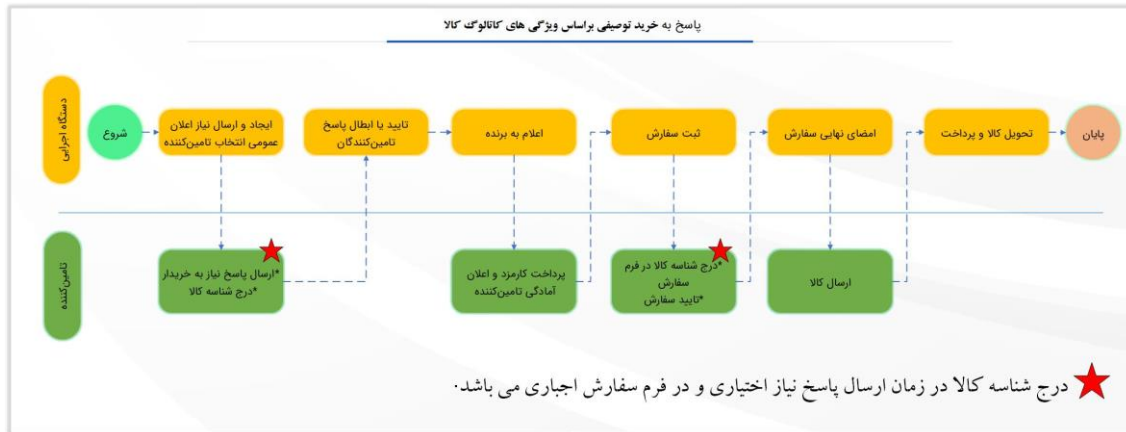 پاسخ به خرید توصیفی براساس ویژگی های کاتالوگ کالا
دستگاه اجرایی
شروع
ایجاد و ارسال نیاز اعلان
عمومی انتخاب تامین‌کننده
تایید یا ابطال پاسخ
تامین‌کنندگان
اعلام به برنده
ثبت سفارش
امضای نهایی سفارش
تحویل کالا و پرداخت
پایان
تامین‌کننده
*ارسال پاسخ نیاز به خریدار
*درج شناسه کالا
پرداخت کارمزد و اعلان
آمادگی تامین‌کننده
*درج شناسه کالا در فرم
سفارش
*تایید سفارش
ارسال کالا
درج شناسه کالا در زمان ارسال پاسخ نیاز اختیاری و در فرم سفارش اجباری می باشد.